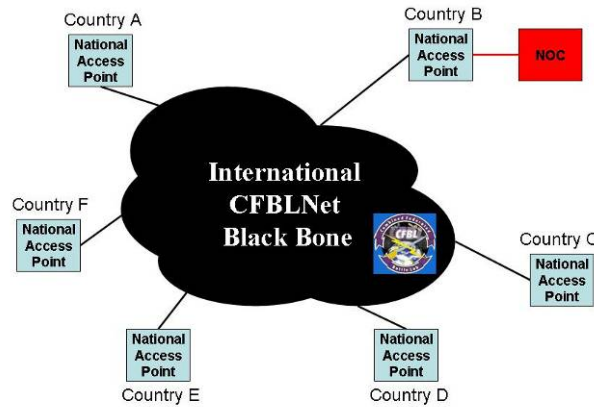 Country A
National
Access
Point
Country B
National
Access
Point
NOC
International
CFBLNet
Black Bone
CFBL
Country F
National
Access
Point
Country C
National
Access
Point
National
Access
Point
Country E
National
Access
Point
Country D